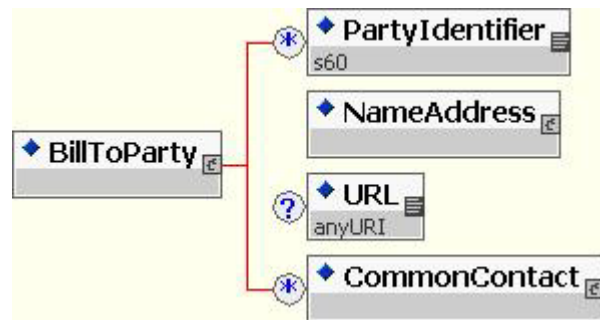 PartyIdentifier
s60
NameAddress
BillToParty
?
URL
anyURI
CommonContact